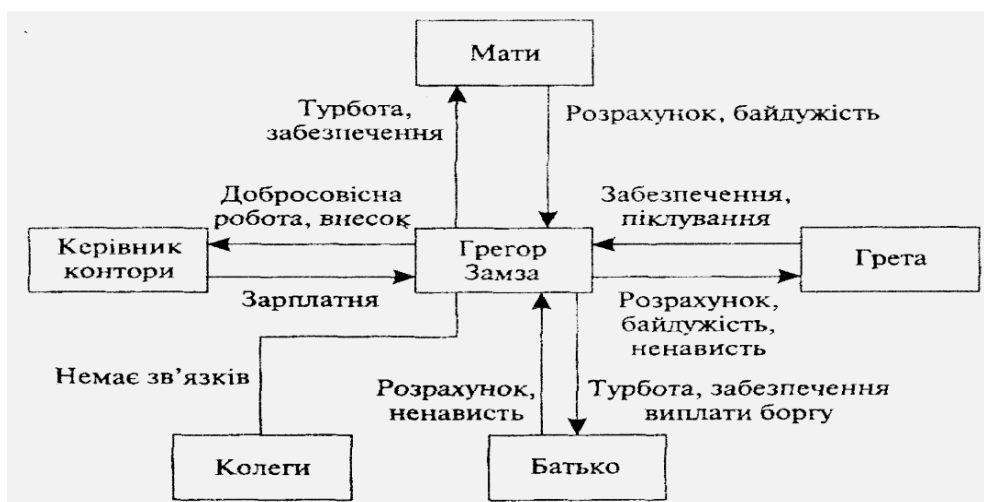 Мати
Турбота,
забезпечення
Розрахунок, байдужість
Добросовісна
робота, внесок
Забезпечення,
піклування
Керівник
контори
Грегор
Замза
Грета
Зарплатня
Розрахунок,
байдужість,
ненависть
Немає зв’язків
Розрахунок,
ненависть
Турбота, забезпечення
виплати боргу
Колеги
Батько